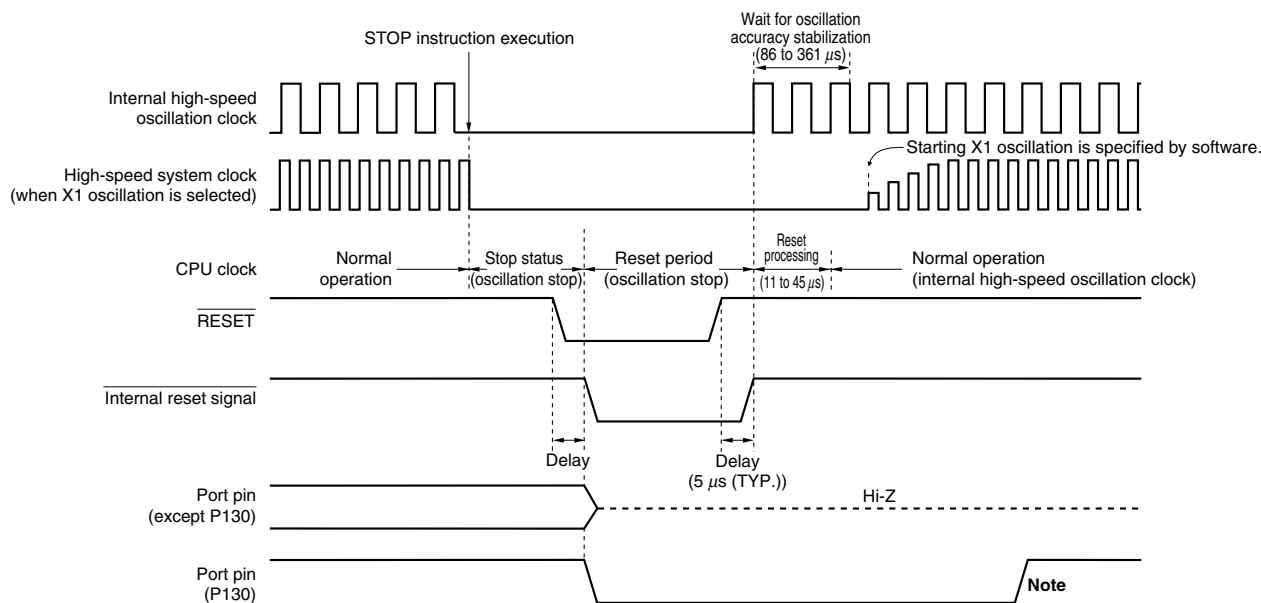 Wait for oscillation
accuracy stabilization
(86 to 361 μs)
STOP instruction execution
Internal high-speed
oscillation clock
Starting X1 oscillation is specified by software.
High-speed system clock
(when X1 oscillation is selected)
CPU clock
Normal
operation
Stop status
(oscillation stop)
Reset period
(oscillation stop)
Reset
processing
(11 to 45 μs)
Normal operation
(internal high-speed oscillation clock)
RESET
Internal reset signal
Delay
Delay
(5 μs (TYP.))
Port pin
(except P130)
Hi-Z
Port pin
(P130)
Note